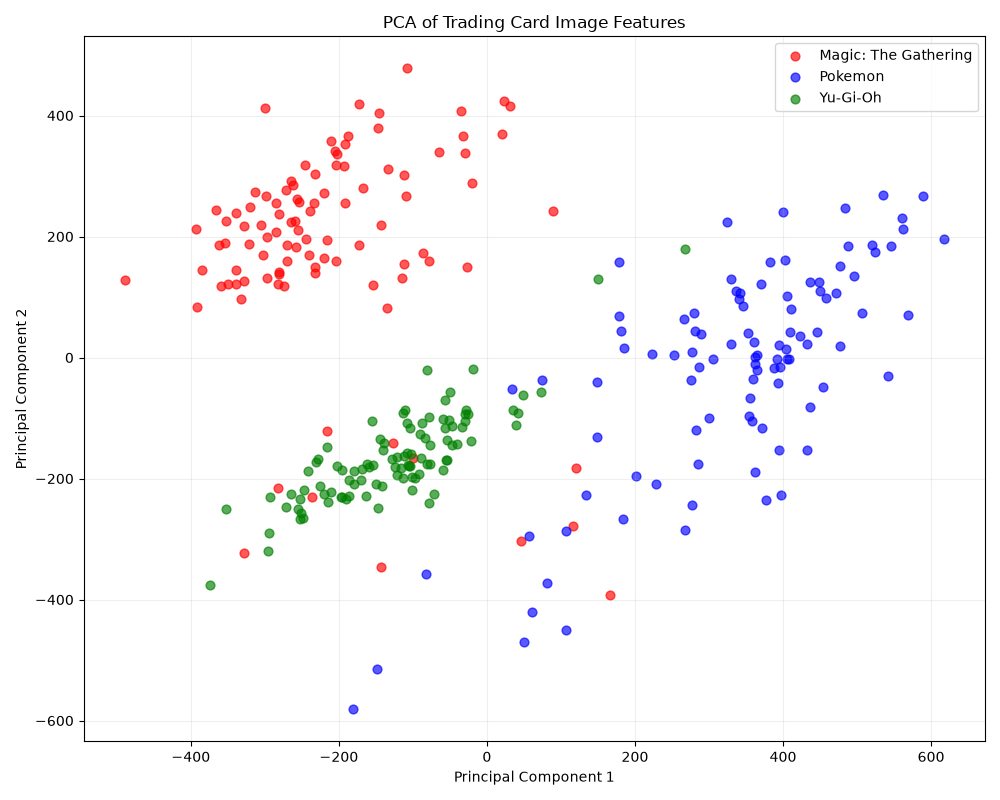 PCA of Trading Card Image Features
Magic: The Gathering
Pokemon
Yu-Gi-Oh
400
200
0
−200
−400
−600
Principal Component 2
−400
−200
0
200
400
600
Principal Component 1